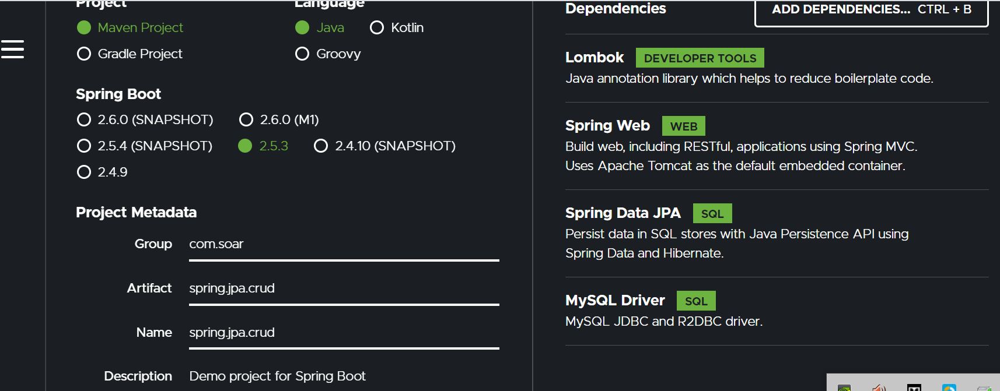 Project
Language
Maven Project
Java
Kotlin
Gradle Project
Groovy
Spring Boot
2.6.0 (SNAPSHOT)
2.6.0 (M1)
2.5.4 (SNAPSHOT)
2.5.3
2.4.10 (SNAPSHOT)
2.4.9
Project Metadata
Group com.soar
Artifact spring.jpa.crud
Name spring.jpa.crud
Description Demo project for Spring Boot
Dependencies
ADD DEPENDENCIES... CTRL + B
Lombok DEVELOPER TOOLS
Java annotation library which helps to reduce boilerplate code.
Spring Web WEB
Build web, including RESTful, applications using Spring MVC.
Uses Apache Tomcat as the default embedded container.
Spring Data JPA SQL
Persist data in SQL stores with Java Persistence API using
Spring Data and Hibernate.
MySQL Driver SQL
MySQL JDBC and R2DBC driver.